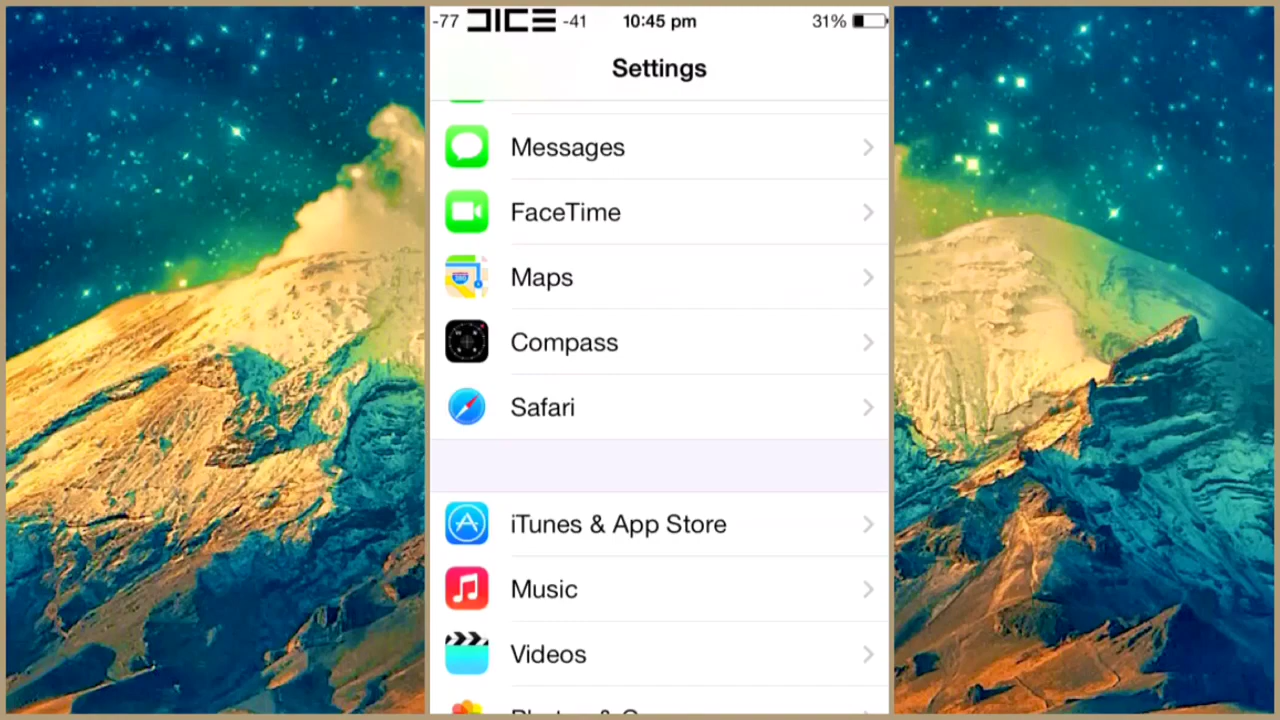 -77 DICE -41 10:45 pm 31%
Settings
Messages
FaceTime
Maps
Compass
Safari
iTunes & App Store
Music
Videos